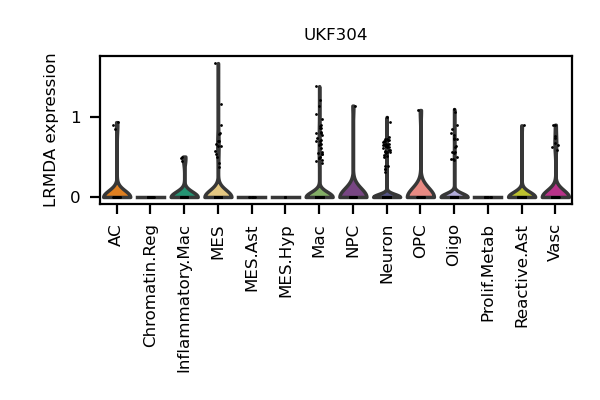 UKF304
LRMDA expression
1
0
AC
Chromatin.Reg
Inflammatory.Mac
MES
MES.Ast
MES.Hyp
Mac
NPC
Neuron
OPC
Oligo
Prolif.Metab
Reactive.Ast
Vasc